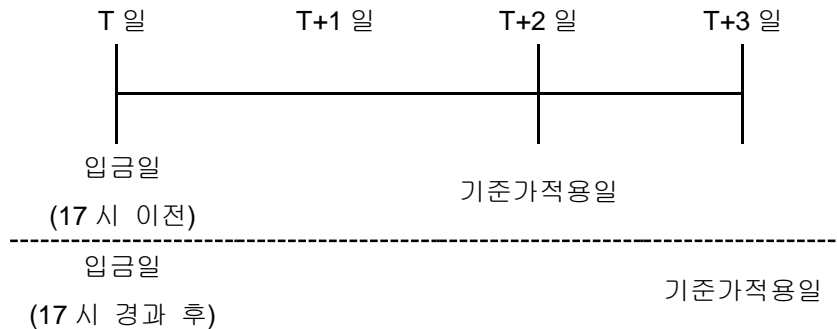 T 일 T+1 일 T+2 일 T+3 일
입금일
기준가적용일
(17 시 이전)
입금일
기준가적용일
(17 시 경과 후)